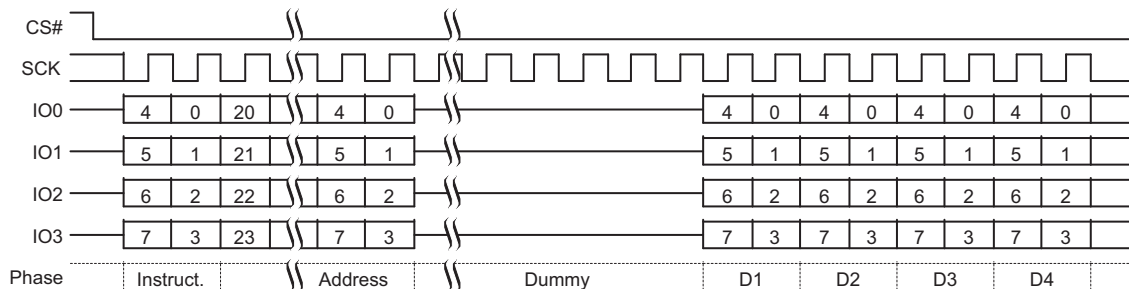 CS#
SCK
IO0 4 0 20 4 0 4 0 4 0 4 0 4 0
IO1 5 1 21 5 1 5 1 5 1 5 1 5 1
IO2 6 2 22 6 2 6 2 6 2 6 2 6 2
IO3 7 3 23 7 3 7 3 7 3 7 3 7 3
Phase Instruct. Address Dummy D1 D2 D3 D4